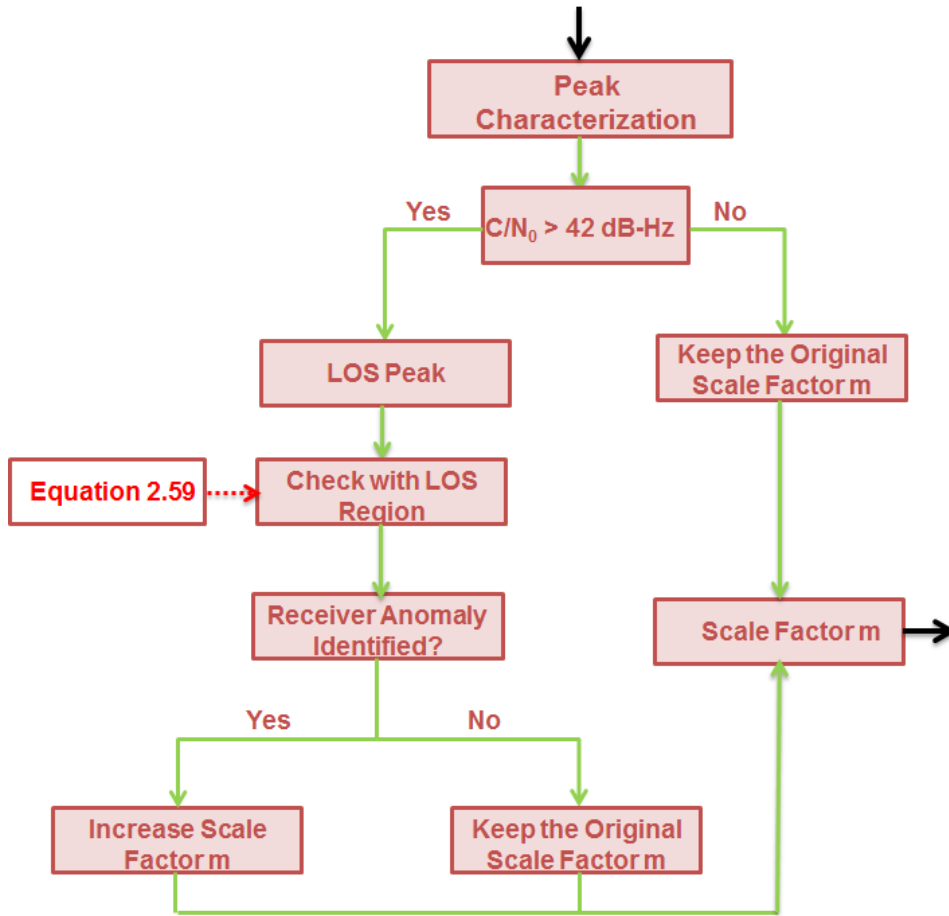 Peak
Characterization
Yes
C/N₀ > 42 dB-Hz
No
LOS Peak
Keep the Original
Scale Factor m
Equation 2.59
Check with LOS
Region
Receiver Anomaly
Identified?
Scale Factor m
Yes
No
Increase Scale
Factor m
Keep the Original
Scale Factor m